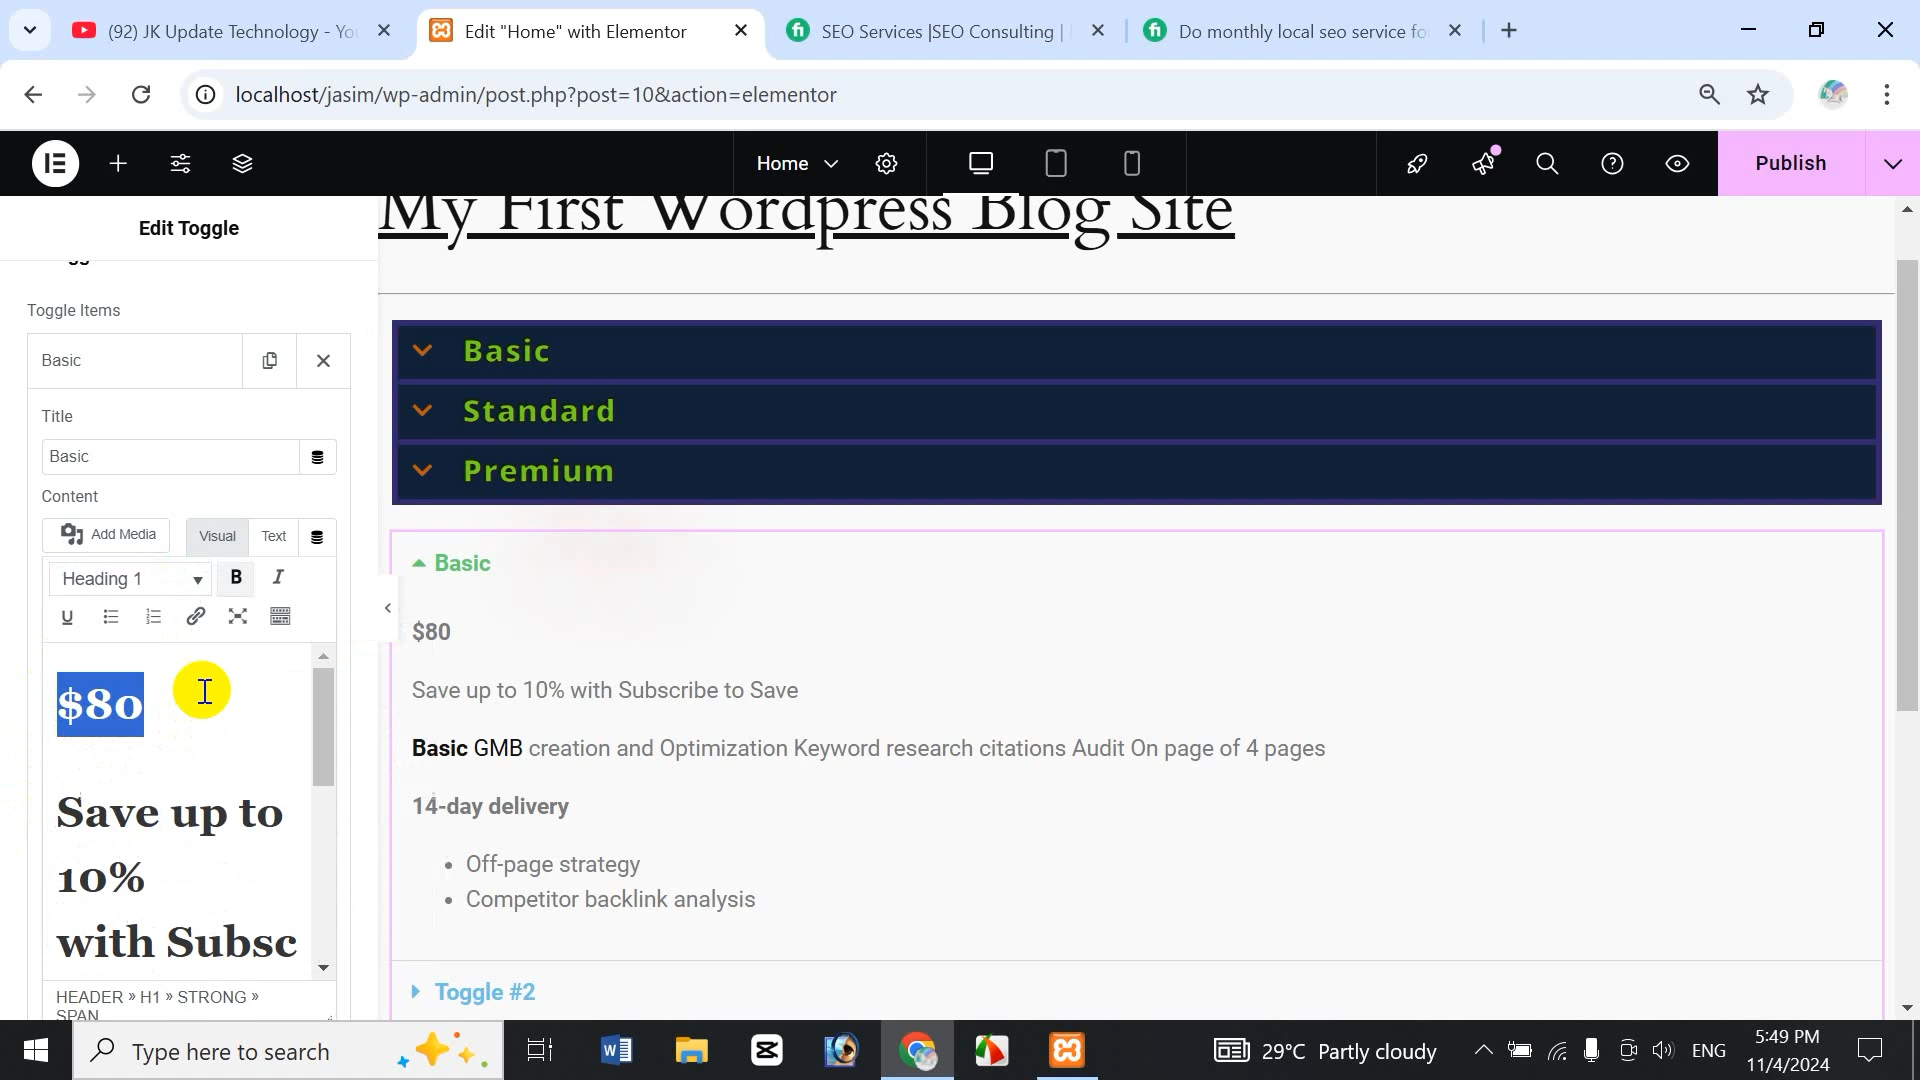 (92) JK Update Technology - Yo
Edit "Home" with Elementor
SEO Services |SEO Consulting |
Do monthly local seo service fo
localhost/jasim/wp-admin/post.php?post=10&action=elementor
Home
Publish
Edit Toggle
My First Wordpress Blog Site
Toggle Items
Basic
Title
Basic
Content
Add Media
Visual
Text
Heading 1
B
I
U
$80
Save up to
10%
with Subsc
HEADER » H1 » STRONG »
SPAN
Basic
Standard
Premium
Basic
$80
Save up to 10% with Subscribe to Save
Basic GMB creation and Optimization Keyword research citations Audit On page of 4 pages
14-day delivery
Off-page strategy
Competitor backlink analysis
Toggle #2
Type here to search
29°C Partly cloudy
ENG
5:49 PM
11/4/2024